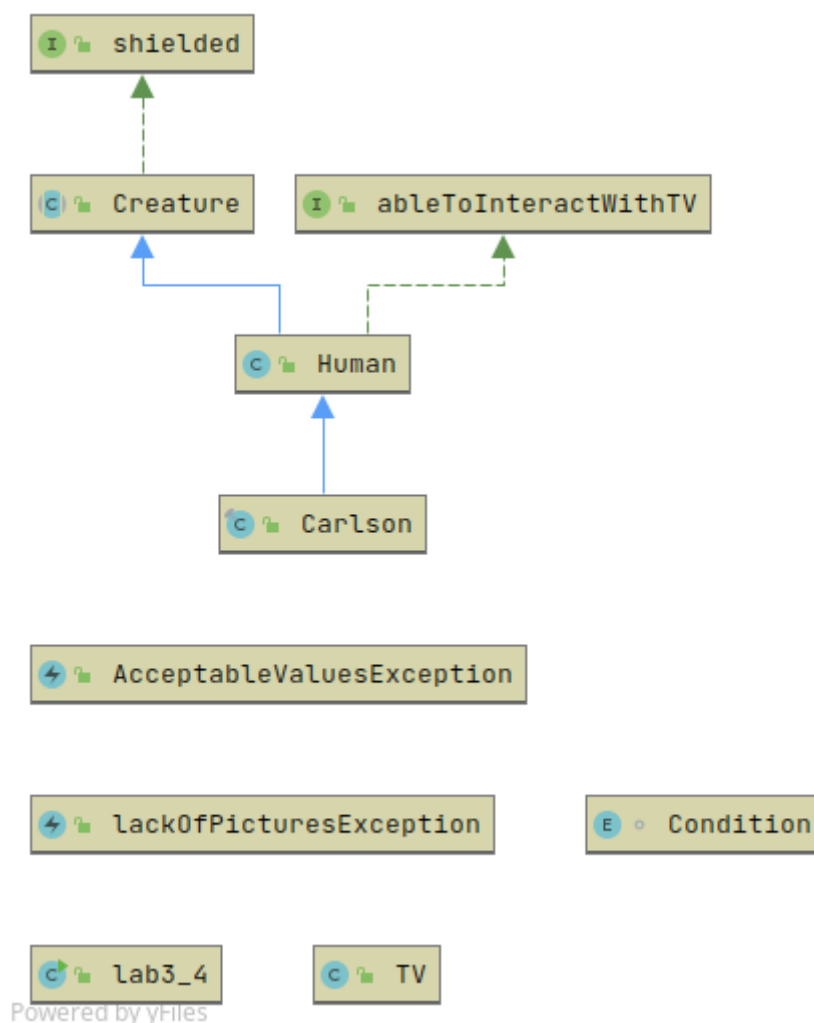 I shielded
C Creature
I ableToInteractWithTV
C Human
C Carlson
AcceptableValuesException
lackOfPicturesException
E Condition
C lab3_4
C TV
Powered by yFiles